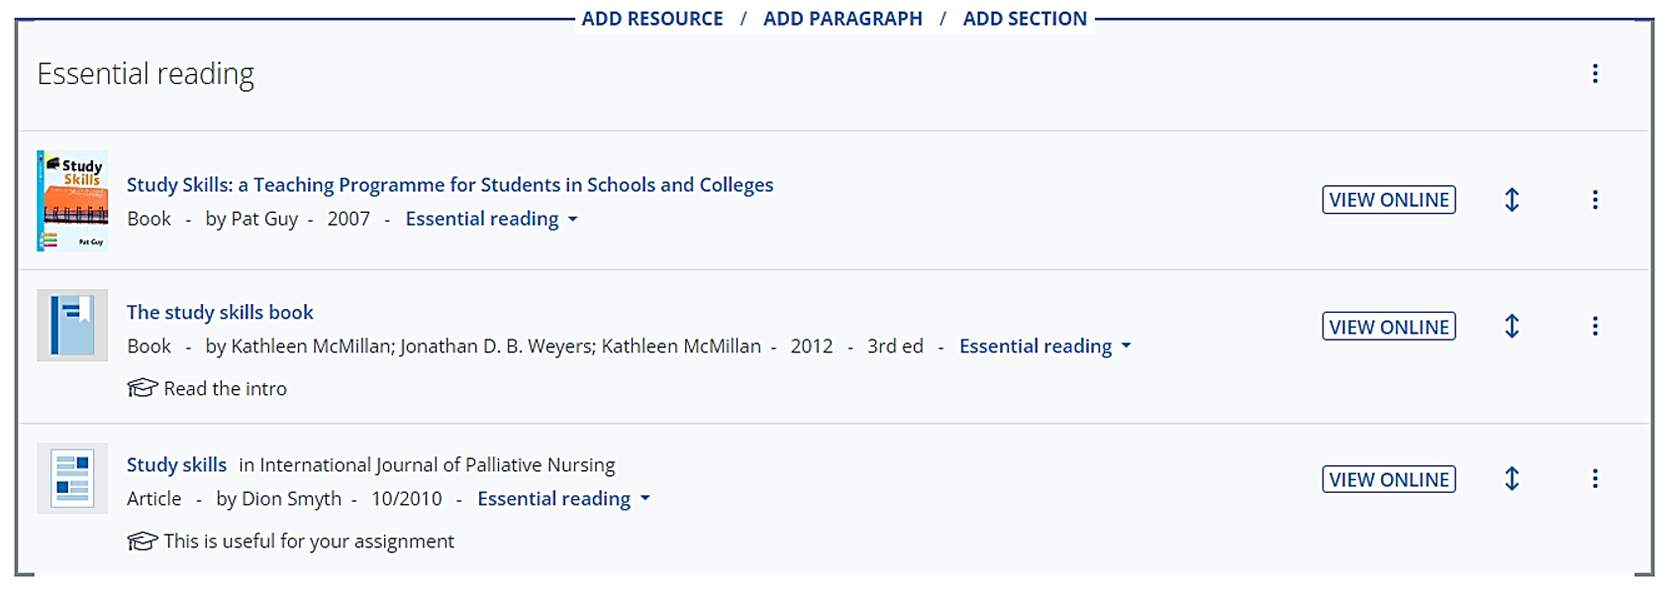 ADD RESOURCE / ADD PARAGRAPH / ADD SECTION
Essential reading
Study
Skills
Pat Guy
Study Skills: a Teaching Programme for Students in Schools and Colleges
Book - by Pat Guy - 2007 - Essential reading
VIEW ONLINE
The study skills book
Book - by Kathleen McMillan; Jonathan D. B. Weyers; Kathleen McMillan - 2012 - 3rd ed - Essential reading
Read the intro
VIEW ONLINE
Study skills in International Journal of Palliative Nursing
Article - by Dion Smyth - 10/2010 - Essential reading
This is useful for your assignment
VIEW ONLINE